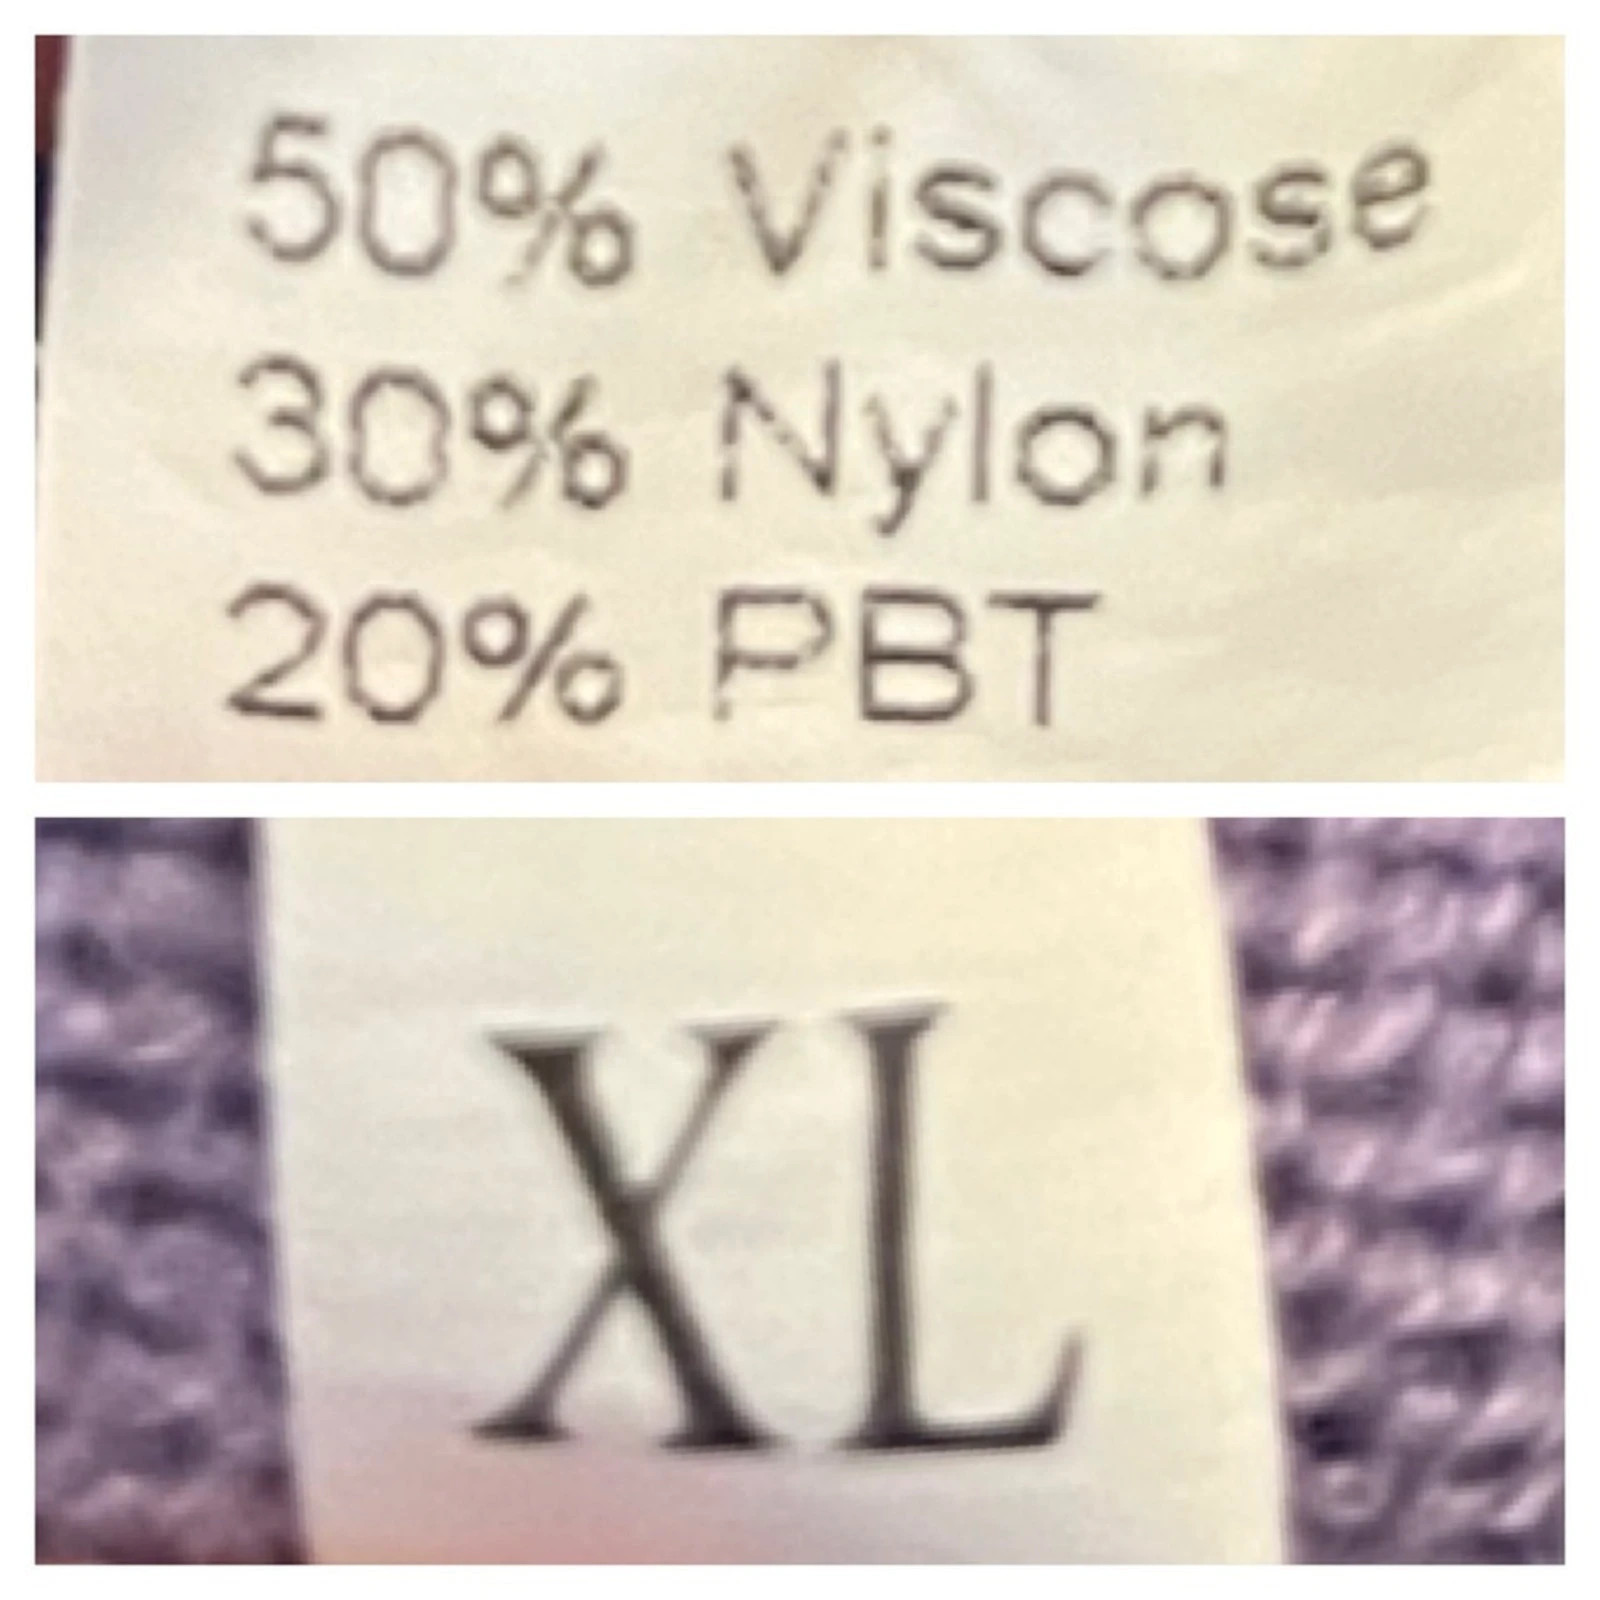 50% Viscose
30% Nylon
20% PBT
XL